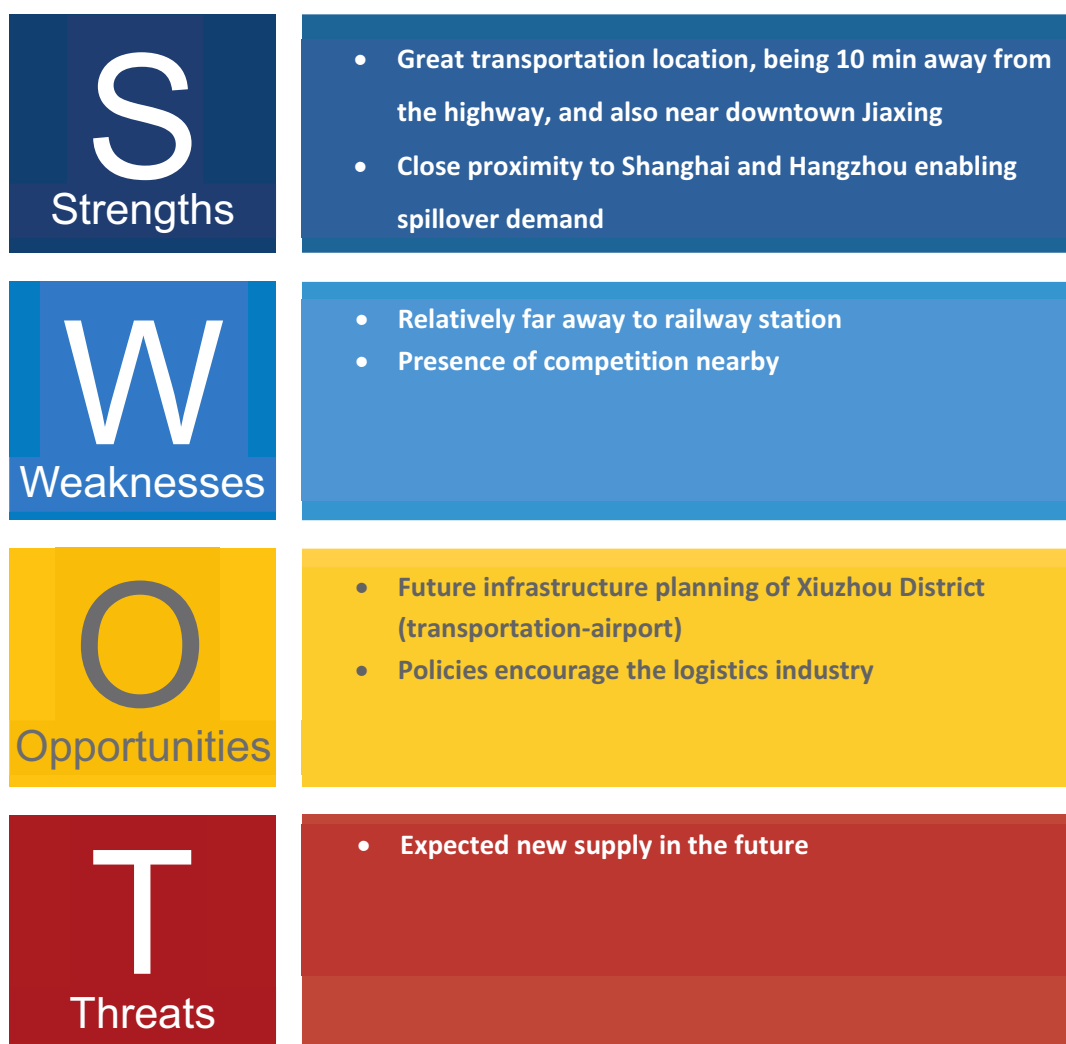 S
Strengths
• Great transportation location, being 10 min away from
the highway, and also near downtown Jiaxing
• Close proximity to Shanghai and Hangzhou enabling
spillover demand
W
Weaknesses
• Relatively far away to railway station
• Presence of competition nearby
O
Opportunities
• Future infrastructure planning of Xiuzhou District
(transportation-airport)
• Policies encourage the logistics industry
T
Threats
• Expected new supply in the future